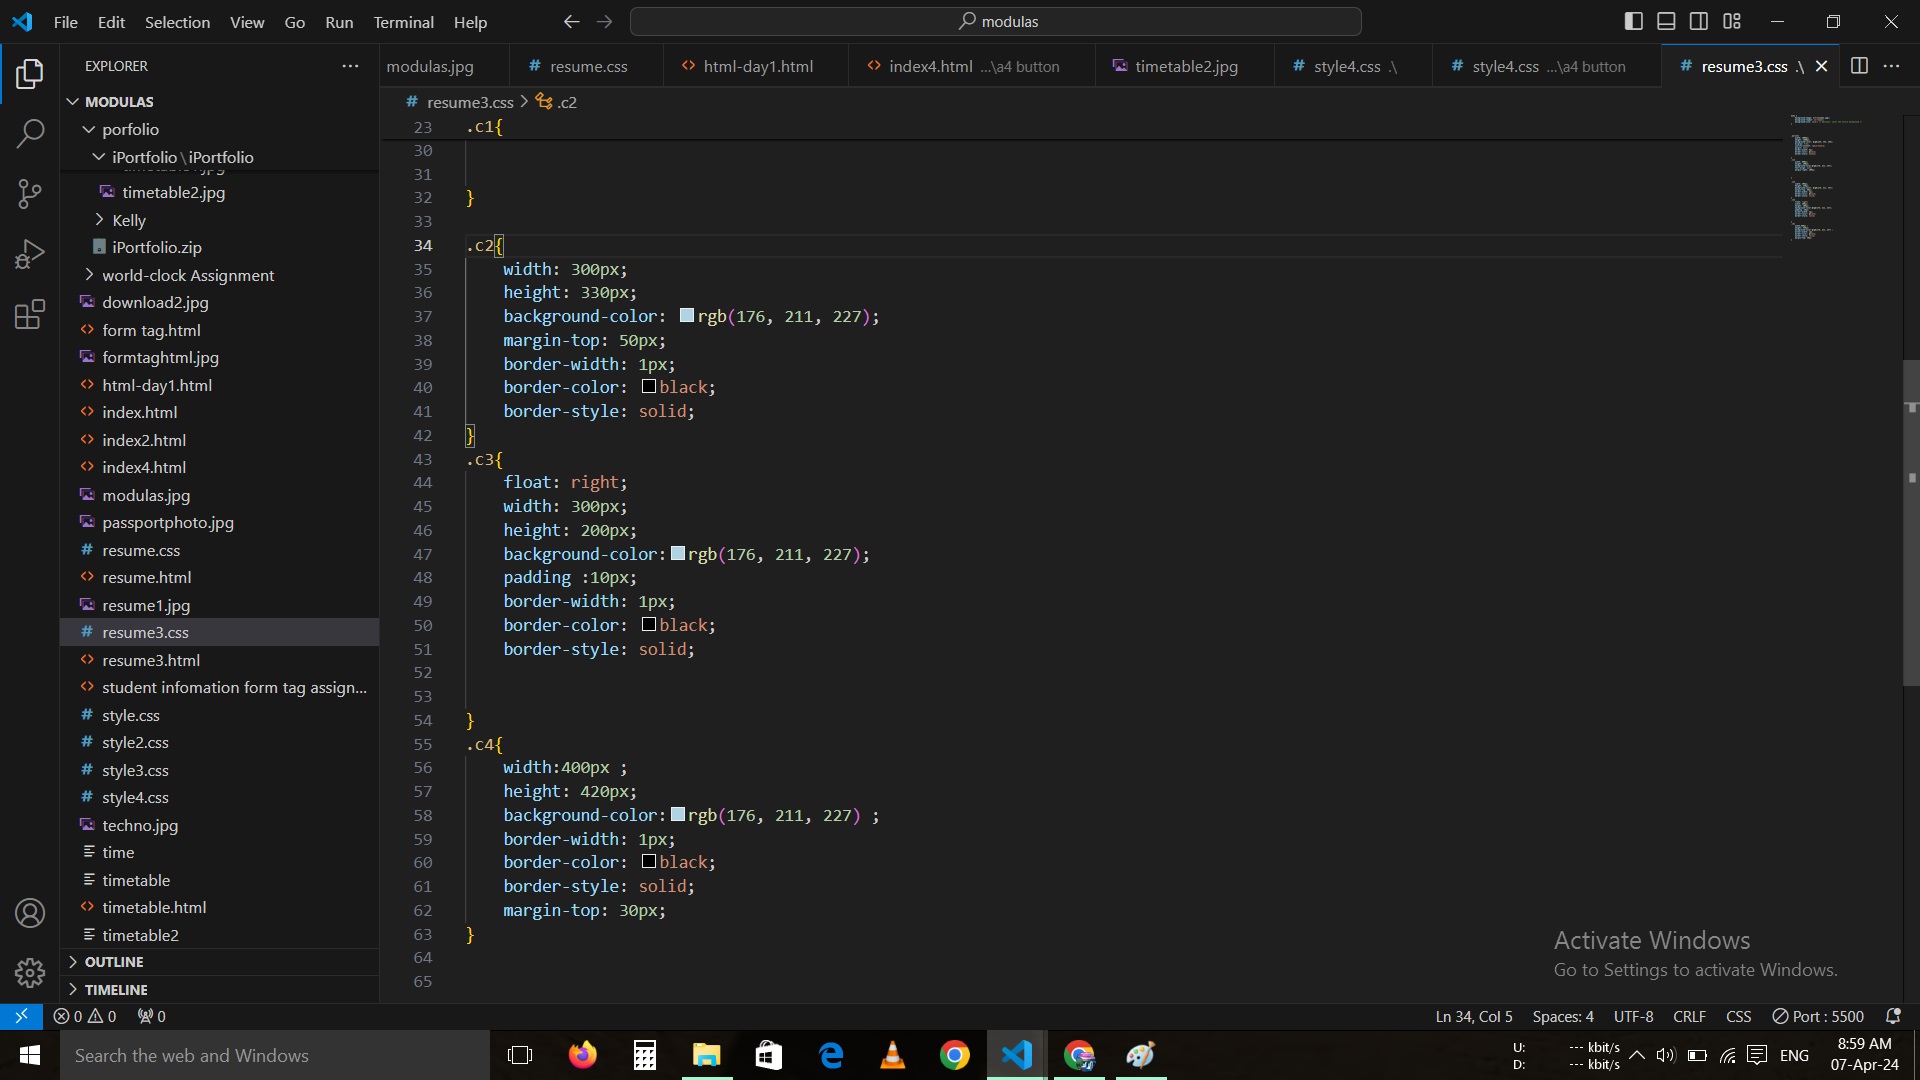 File Edit Selection View Go Run Terminal Help
modulas
EXPLORER
MODULAS
porfolio
iPortfolio\iPortfolio
timetable2.jpg
Kelly
iPortfolio.zip
world-clock Assignment
download2.jpg
form tag.html
formtaghtml.jpg
html-day1.html
index.html
index2.html
index4.html
modulas.jpg
passportphoto.jpg
resume.css
resume.html
resume1.jpg
resume3.css
resume3.html
student infomation form tag assign...
style.css
style2.css
style3.css
style4.css
techno.jpg
time
timetable
timetable.html
timetable2
OUTLINE
TIMELINE
modulas.jpg # resume.css html-day1.html index4.html ...\a4 button timetable2.jpg # style4.css .\ # style4.css ...\a4 button # resume3.css .\
# resume3.css > .c2
23 .c1{
30
31
32 }
33
34 .c2{
35 width: 300px;
36 height: 330px;
37 background-color: rgb(176, 211, 227);
38 margin-top: 50px;
39 border-width: 1px;
40 border-color: black;
41 border-style: solid;
42 }
43 .c3{
44 float: right;
45 width: 300px;
46 height: 200px;
47 background-color: rgb(176, 211, 227);
48 padding :10px;
49 border-width: 1px;
50 border-color: black;
51 border-style: solid;
52
53
54 }
55 .c4{
56 width:400px ;
57 height: 420px;
58 background-color: rgb(176, 211, 227) ;
59 border-width: 1px;
60 border-color: black;
61 border-style: solid;
62 margin-top: 30px;
63 }
64
65
Activate Windows
Go to Settings to activate Windows.
0 0 0
Ln 34, Col 5 Spaces: 4 UTF-8 CRLF CSS Port : 5500
Search the web and Windows
U: --- kbit/s
D: --- kbit/s
ENG
8:59 AM
07-Apr-24